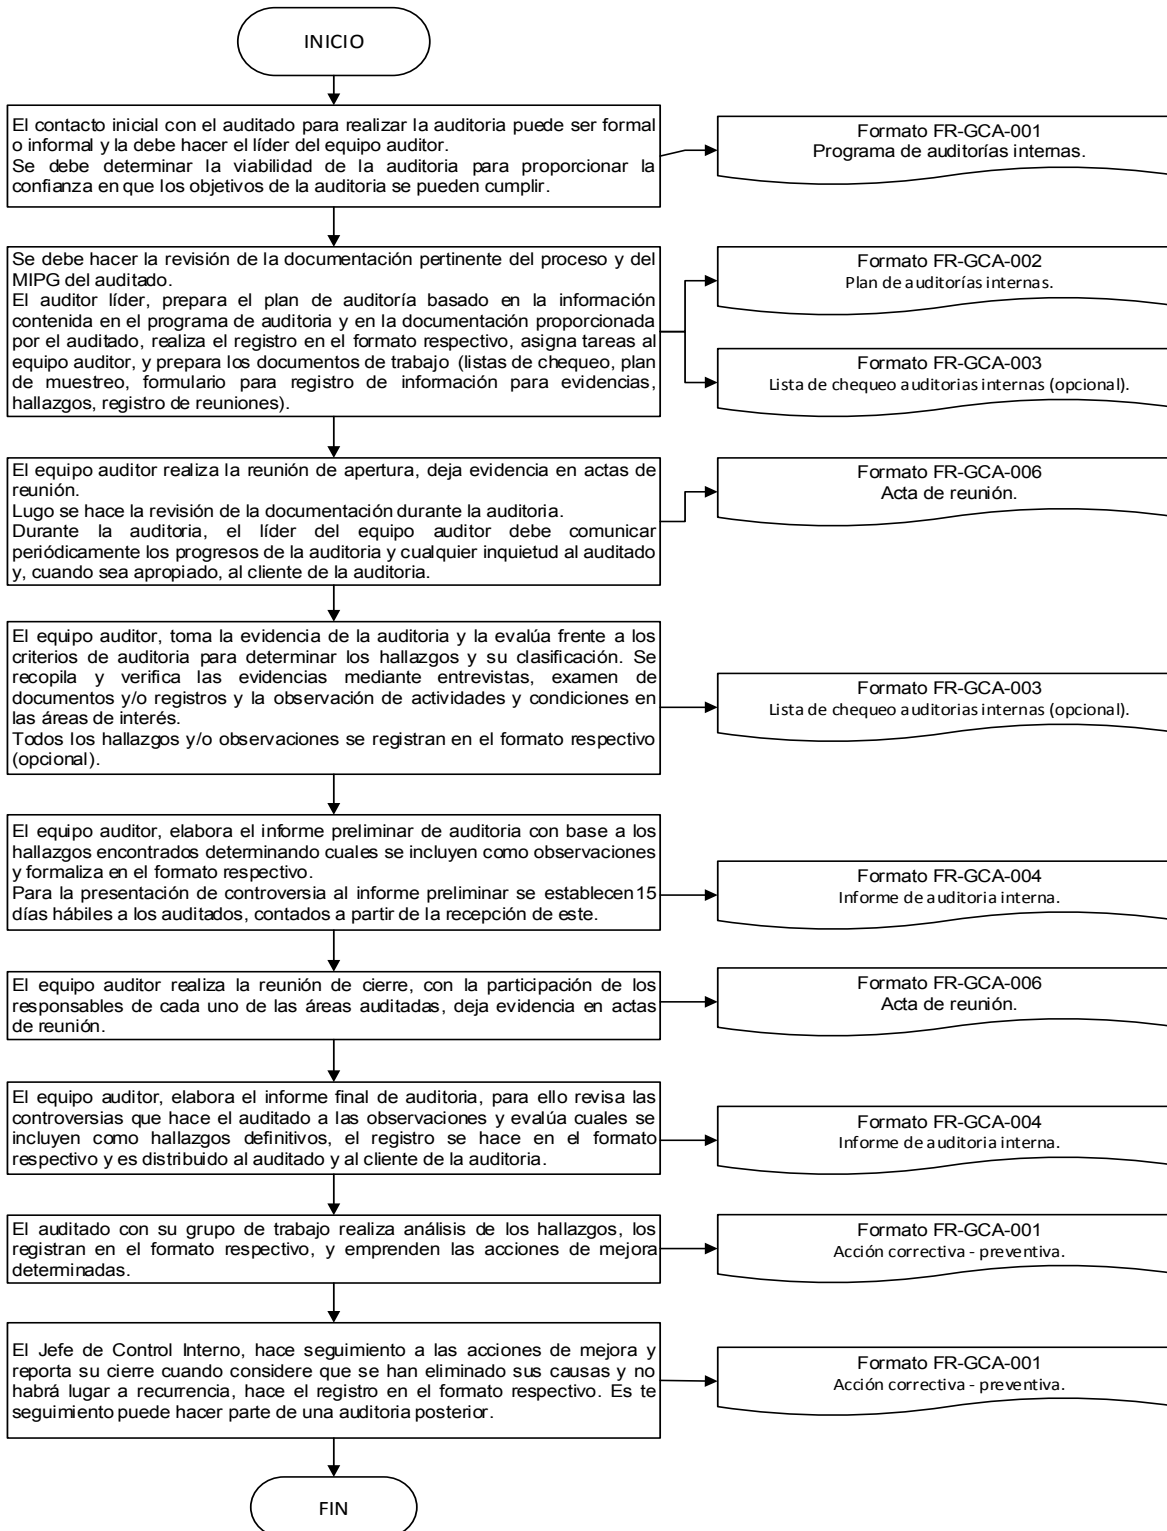 INICIO
El contacto inicial con el auditado para realizar la auditoria puede ser formal
o informal y la debe hacer el líder del equipo auditor.
Se debe determinar la viabilidad de la auditoria para proporcionar la
confianza en que los objetivos de la auditoria se pueden cumplir.
Formato FR-GCA-001
Programa de auditorías internas.
Se debe hacer la revisión de la documentación pertinente del proceso y del
MIPG del auditado.
El auditor líder, prepara el plan de auditoría basado en la información
contenida en el programa de auditoria y en la documentación proporcionada
por el auditado, realiza el registro en el formato respectivo, asigna tareas al
equipo auditor, y prepara los documentos de trabajo (listas de chequeo, plan
de muestreo, formulario para registro de información para evidencias,
hallazgos, registro de reuniones).
Formato FR-GCA-002
Plan de auditorías internas.
Formato FR-GCA-003
Lista de chequeo auditorias internas (opcional).
El equipo auditor realiza la reunión de apertura, deja evidencia en actas de
reunión.
Lugo se hace la revisión de la documentación durante la auditoria.
Durante la auditoria, el líder del equipo auditor debe comunicar
periódicamente los progresos de la auditoria y cualquier inquietud al auditado
y, cuando sea apropiado, al cliente de la auditoria.
Formato FR-GCA-006
Acta de reunión.
El equipo auditor, toma la evidencia de la auditoria y la evalúa frente a los
criterios de auditoria para determinar los hallazgos y su clasificación. Se
recopila y verifica las evidencias mediante entrevistas, examen de
documentos y/o registros y la observación de actividades y condiciones en
las áreas de interés.
Todos los hallazgos y/o observaciones se registran en el formato respectivo
(opcional).
Formato FR-GCA-003
Lista de chequeo auditorias internas (opcional).
El equipo auditor, elabora el informe preliminar de auditoria con base a los
hallazgos encontrados determinando cuales se incluyen como observaciones
y formaliza en el formato respectivo.
Para la presentación de controversia al informe preliminar se establecen 15
días hábiles a los auditados, contados a partir de la recepción de este.
Formato FR-GCA-004
Informe de auditoria interna.
El equipo auditor realiza la reunión de cierre, con la participación de los
responsables de cada uno de las áreas auditadas, deja evidencia en actas
de reunión.
Formato FR-GCA-006
Acta de reunión.
El equipo auditor, elabora el informe final de auditoria, para ello revisa las
controversias que hace el auditado a las observaciones y evalúa cuales se
incluyen como hallazgos definitivos, el registro se hace en el formato
respectivo y es distribuido al auditado y al cliente de la auditoria.
Formato FR-GCA-004
Informe de auditoria interna.
El auditado con su grupo de trabajo realiza análisis de los hallazgos, los
registran en el formato respectivo, y emprenden las acciones de mejora
determinadas.
Formato FR-GCA-001
Acción correctiva - preventiva.
El Jefe de Control Interno, hace seguimiento a las acciones de mejora y
reporta su cierre cuando considere que se han eliminado sus causas y no
habrá lugar a recurrencia, hace el registro en el formato respectivo. Es te
seguimiento puede hacer parte de una auditoria posterior.
Formato FR-GCA-001
Acción correctiva - preventiva.
FIN